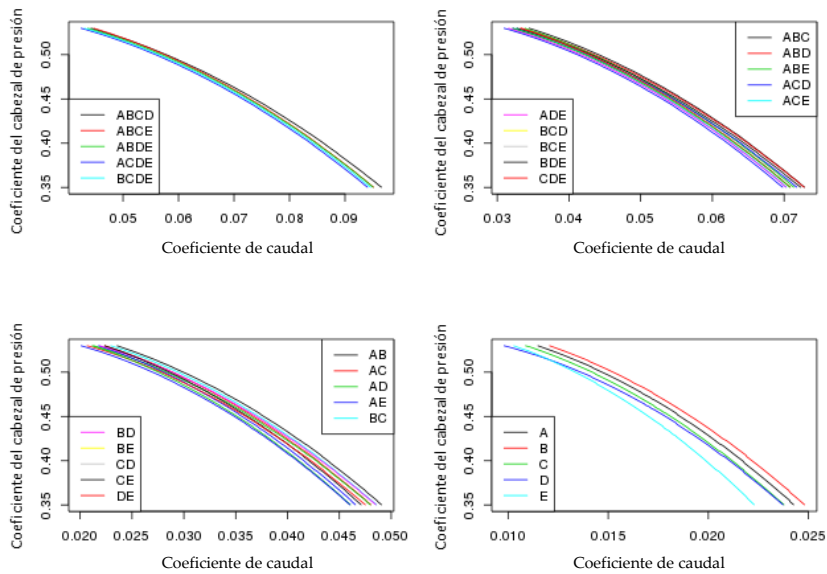 Coeficiente del cabezal de presión
0.50
0.45
0.40
0.35
ABCD
ABCE
ABDE
ACDE
BCDE
0.05
0.06
0.07
0.08
0.09
Coeficiente de caudal
Coeficiente del cabezal de presión
0.50
0.45
0.40
0.35
ABC
ABD
ABE
ACD
ACE
ADE
BCD
BCE
BDE
CDE
0.03
0.04
0.05
0.06
0.07
Coeficiente de caudal
Coeficiente del cabezal de presión
0.50
0.45
0.40
0.35
AB
AC
AD
AE
BC
BD
BE
CD
CE
DE
0.020
0.025
0.030
0.035
0.040
0.045
0.050
Coeficiente de caudal
Coeficiente del cabezal de presión
0.50
0.45
0.40
0.35
A
B
C
D
E
0.010
0.015
0.020
0.025
Coeficiente de caudal